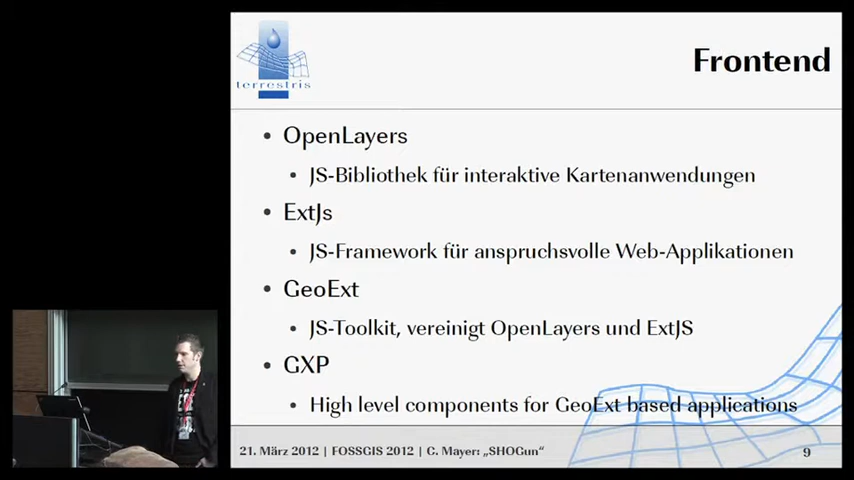 terrestris
Frontend
• OpenLayers
• JS-Bibliothek für interaktive Kartenanwendungen
• ExtJs
• JS-Framework für anspruchsvolle Web-Applikationen
• GeoExt
• JS-Toolkit, vereinigt OpenLayers und ExtJS
• GXP
• High level components for GeoExt based applications
21. März 2012 | FOSSGIS 2012 | C. Mayer: „SHOGun“
9